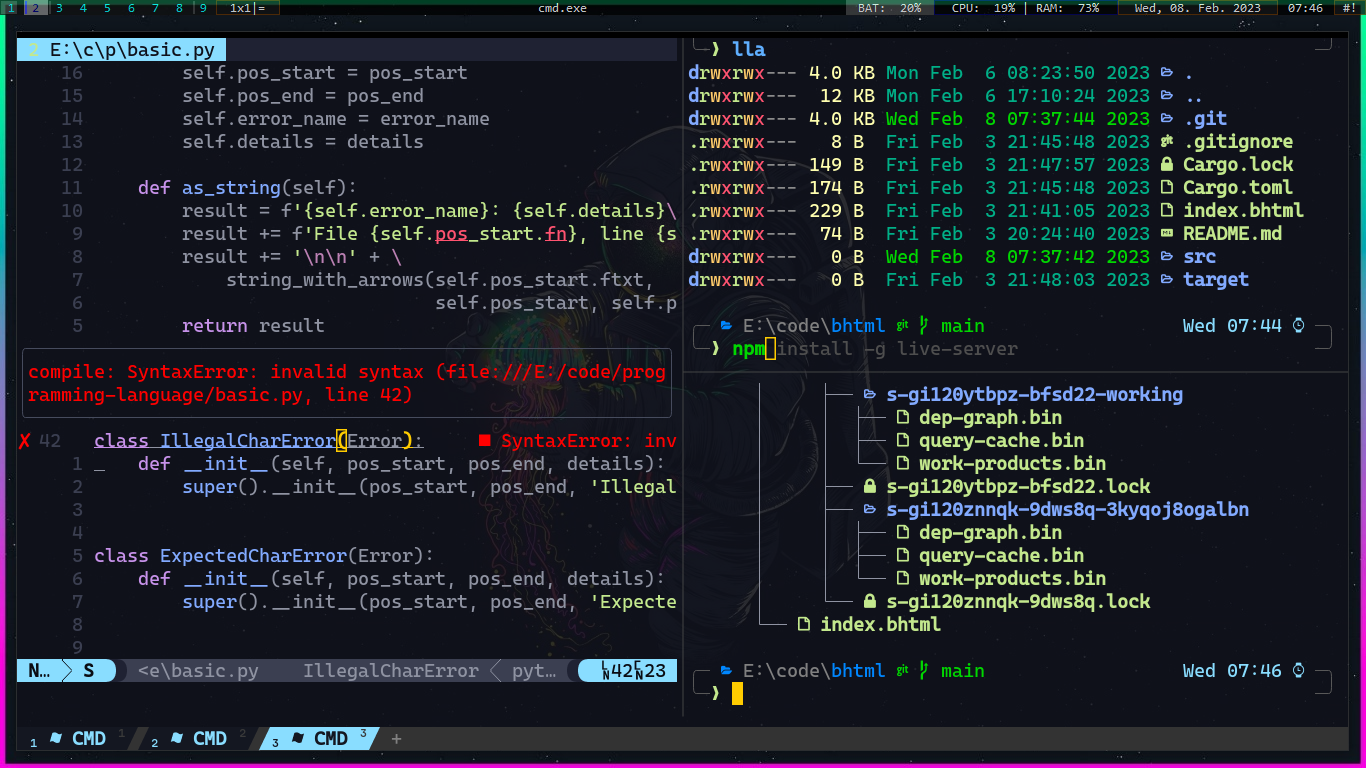 1 2 3 4 5 6 7 8 9 1x1|= cmd.exe BAT: 20% CPU: 19% | RAM: 73% Wed, 08. Feb. 2023 07:46 #!
2 E:\c\p\basic.py
16 self.pos_start = pos_start
15 self.pos_end = pos_end
14 self.error_name = error_name
13 self.details = details
12
11 def as_string(self):
10 result = f'{self.error_name}: {self.details}\
9 result += f'File {self.pos_start.fn}, line {s
8 result += '\n\n' + \
7 string_with_arrows(self.pos_start.ftxt,
6 self.pos_start, self.p
5 return result
compile: SyntaxError: invalid syntax (file:///E:/code/prog
ramming-language/basic.py, line 42)
✗ 42 class IllegalCharError(Error): ■ SyntaxError: inv
1 _ def __init__(self, pos_start, pos_end, details):
2 super().__init__(pos_start, pos_end, 'Illegal
3
4
5 class ExpectedCharError(Error):
6 def __init__(self, pos_start, pos_end, details):
7 super().__init__(pos_start, pos_end, 'Expecte
8
9
N… S <e\basic.py IllegalCharError pyt… 42 23
❯ lla
drwxrwx--- 4.0 KB Mon Feb 6 08:23:50 2023 .
drwxrwx--- 12 KB Mon Feb 6 17:10:24 2023 ..
drwxrwx--- 4.0 KB Wed Feb 8 07:37:44 2023 .git
.rwxrwx--- 8 B Fri Feb 3 21:45:48 2023 .gitignore
.rwxrwx--- 149 B Fri Feb 3 21:47:57 2023 Cargo.lock
.rwxrwx--- 174 B Fri Feb 3 21:45:48 2023 Cargo.toml
.rwxrwx--- 229 B Fri Feb 3 21:41:05 2023 index.bhtml
.rwxrwx--- 74 B Fri Feb 3 20:24:40 2023 README.md
drwxrwx--- 0 B Wed Feb 8 07:37:42 2023 src
drwxrwx--- 0 B Fri Feb 3 21:48:03 2023 target
E:\code\bhtml git main Wed 07:44
❯ npm install -g live-server
s-gi120ytbpz-bfsd22-working
dep-graph.bin
query-cache.bin
work-products.bin
s-gi120ytbpz-bfsd22.lock
s-gi120znnqk-9dws8q-3kyqoj8ogalbn
dep-graph.bin
query-cache.bin
work-products.bin
s-gi120znnqk-9dws8q.lock
index.bhtml
E:\code\bhtml git main Wed 07:46
❯
1 CMD 1 2 CMD 2 3 CMD 3 +